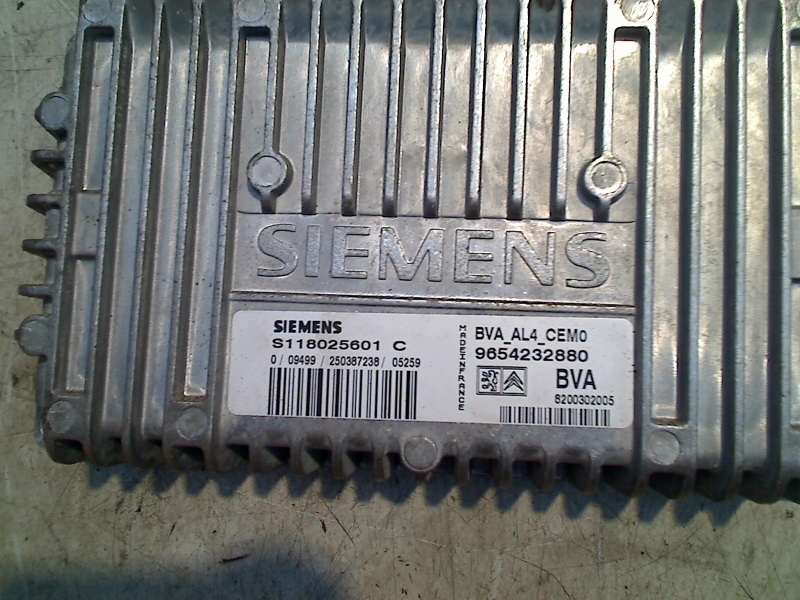 SIEMENS
SIEMENS
S118025601 C
0 / 09499 / 250387238 / 05259
MADE IN FRANCE
BVA_AL4_CEM0
9654232880
BVA
8200302005